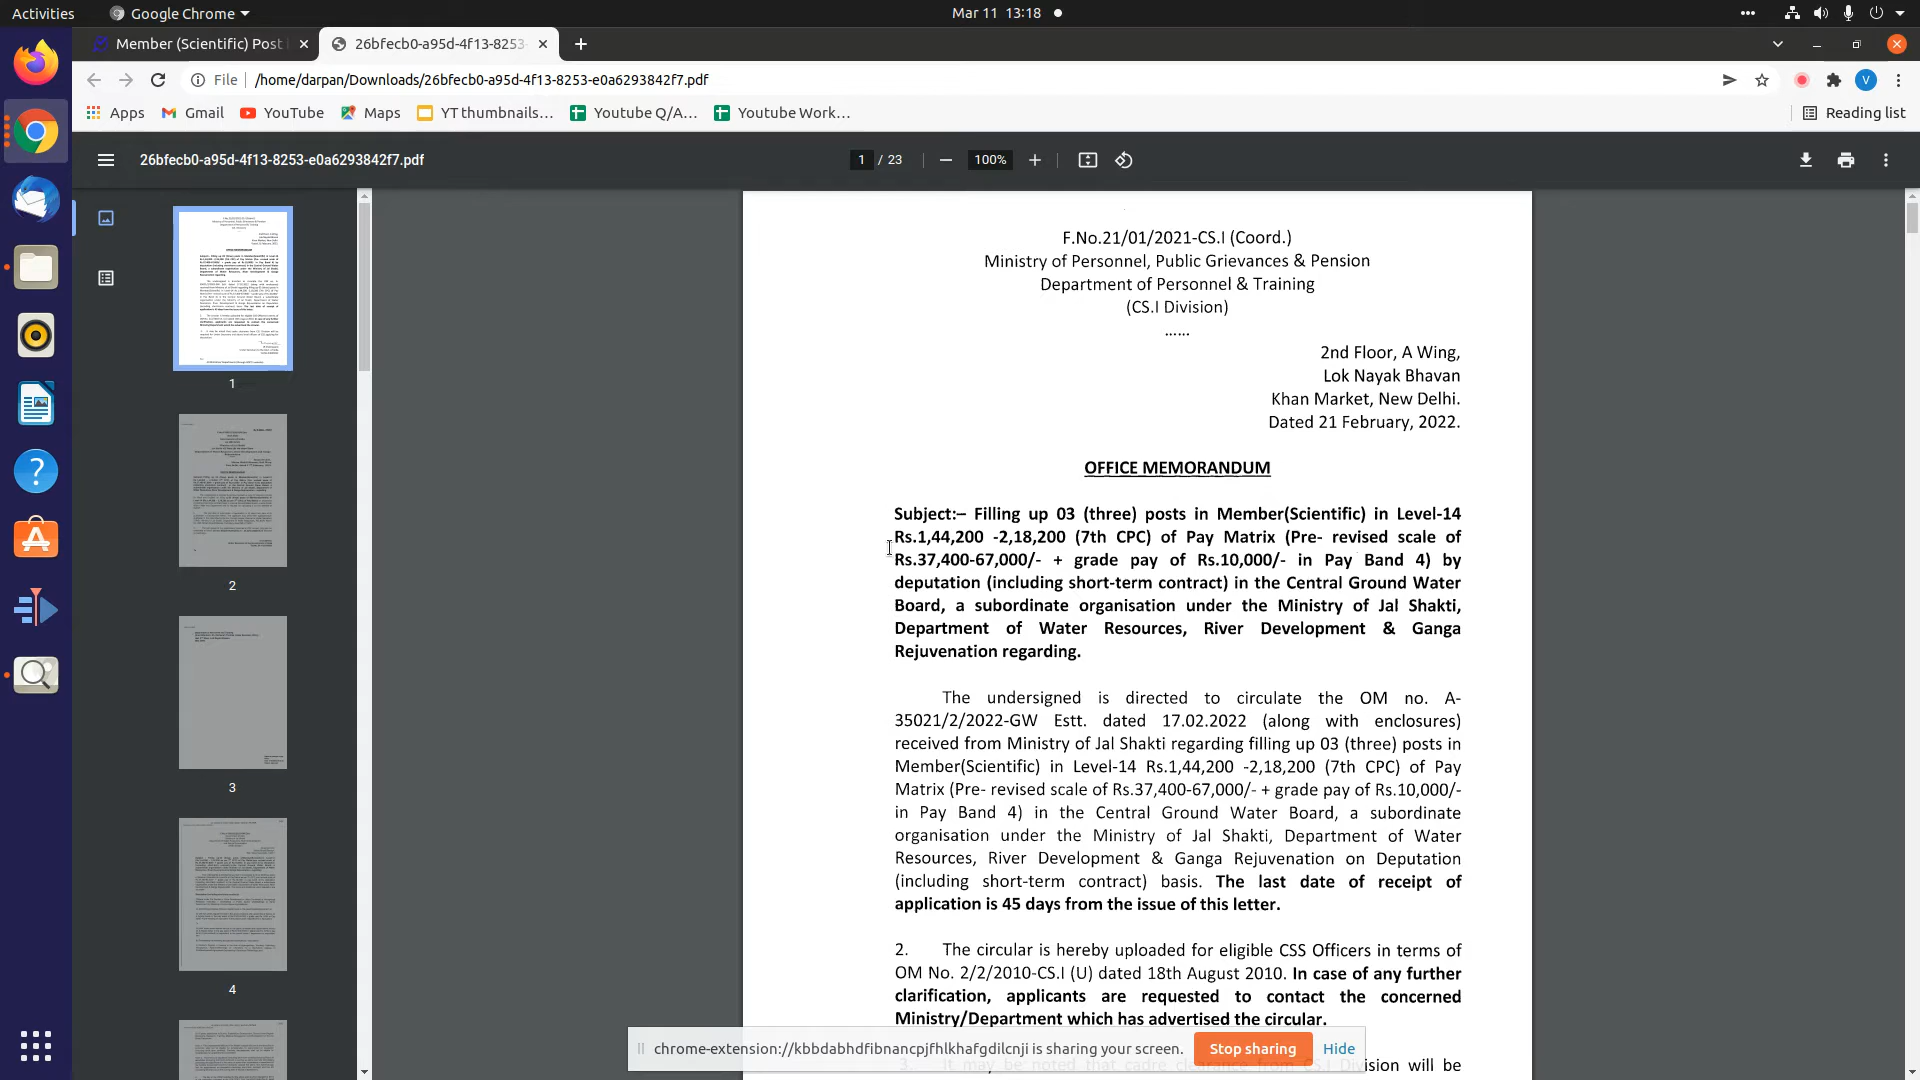 Activities
Google Chrome
Mar 11 13:18
Member (Scientific) Post
26bfecb0-a95d-4f13-8253-
File
/home/darpan/Downloads/26bfecb0-a95d-4f13-8253-e0a6293842f7.pdf
V
Apps
Gmail
YouTube
Maps
YT thumbnails…
Youtube Q/A…
Youtube Work…
Reading list
26bfecb0-a95d-4f13-8253-e0a6293842f7.pdf
1 / 23
100%
1
2
3
4
F.No.21/01/2021-CS.I (Coord.)
Ministry of Personnel, Public Grievances & Pension
Department of Personnel & Training
(CS.I Division)
......
2nd Floor, A Wing,
Lok Nayak Bhavan
Khan Market, New Delhi.
Dated 21 February, 2022.
OFFICE MEMORANDUM
Subject:– Filling up 03 (three) posts in Member(Scientific) in Level-14
Rs.1,44,200 -2,18,200 (7th CPC) of Pay Matrix (Pre- revised scale of
Rs.37,400-67,000/- + grade pay of Rs.10,000/- in Pay Band 4) by
deputation (including short-term contract) in the Central Ground Water
Board, a subordinate organisation under the Ministry of Jal Shakti,
Department of Water Resources, River Development & Ganga
Rejuvenation regarding.
The undersigned is directed to circulate the OM no. A-
35021/2/2022-GW Estt. dated 17.02.2022 (along with enclosures)
received from Ministry of Jal Shakti regarding filling up 03 (three) posts in
Member(Scientific) in Level-14 Rs.1,44,200 -2,18,200 (7th CPC) of Pay
Matrix (Pre- revised scale of Rs.37,400-67,000/- + grade pay of Rs.10,000/-
in Pay Band 4) in the Central Ground Water Board, a subordinate
organisation under the Ministry of Jal Shakti, Department of Water
Resources, River Development & Ganga Rejuvenation on Deputation
(including short-term contract) basis. The last date of receipt of
application is 45 days from the issue of this letter.
2. The circular is hereby uploaded for eligible CSS Officers in terms of
OM No. 2/2/2010-CS.I (U) dated 18th August 2010. In case of any further
clarification, applicants are requested to contact the concerned
Ministry/Department which has advertised the circular.
3. It may be noted that cadre clearance from CS.I Division will be
chrome-extension://kbbdabhdfibnancpjfhlkhafgdilcnji is sharing your screen.
Stop sharing
Hide